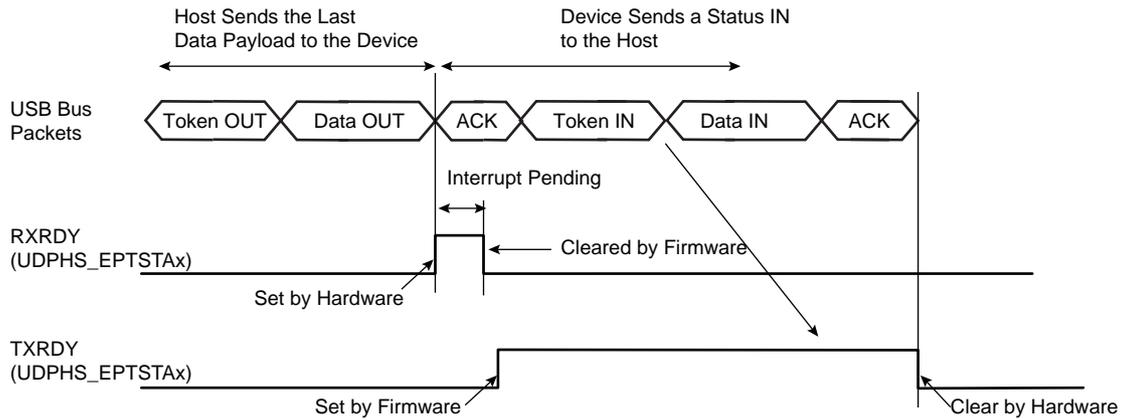 Host Sends the Last
Data Payload to the Device
Device Sends a Status IN
to the Host
USB Bus
Packets
Token OUT
Data OUT
ACK
Token IN
Data IN
ACK
Interrupt Pending
RXRDY
(UDPHS_EPTSTAx)
Cleared by Firmware
Set by Hardware
TXRDY
(UDPHS_EPTSTAx)
Set by Firmware
Clear by Hardware